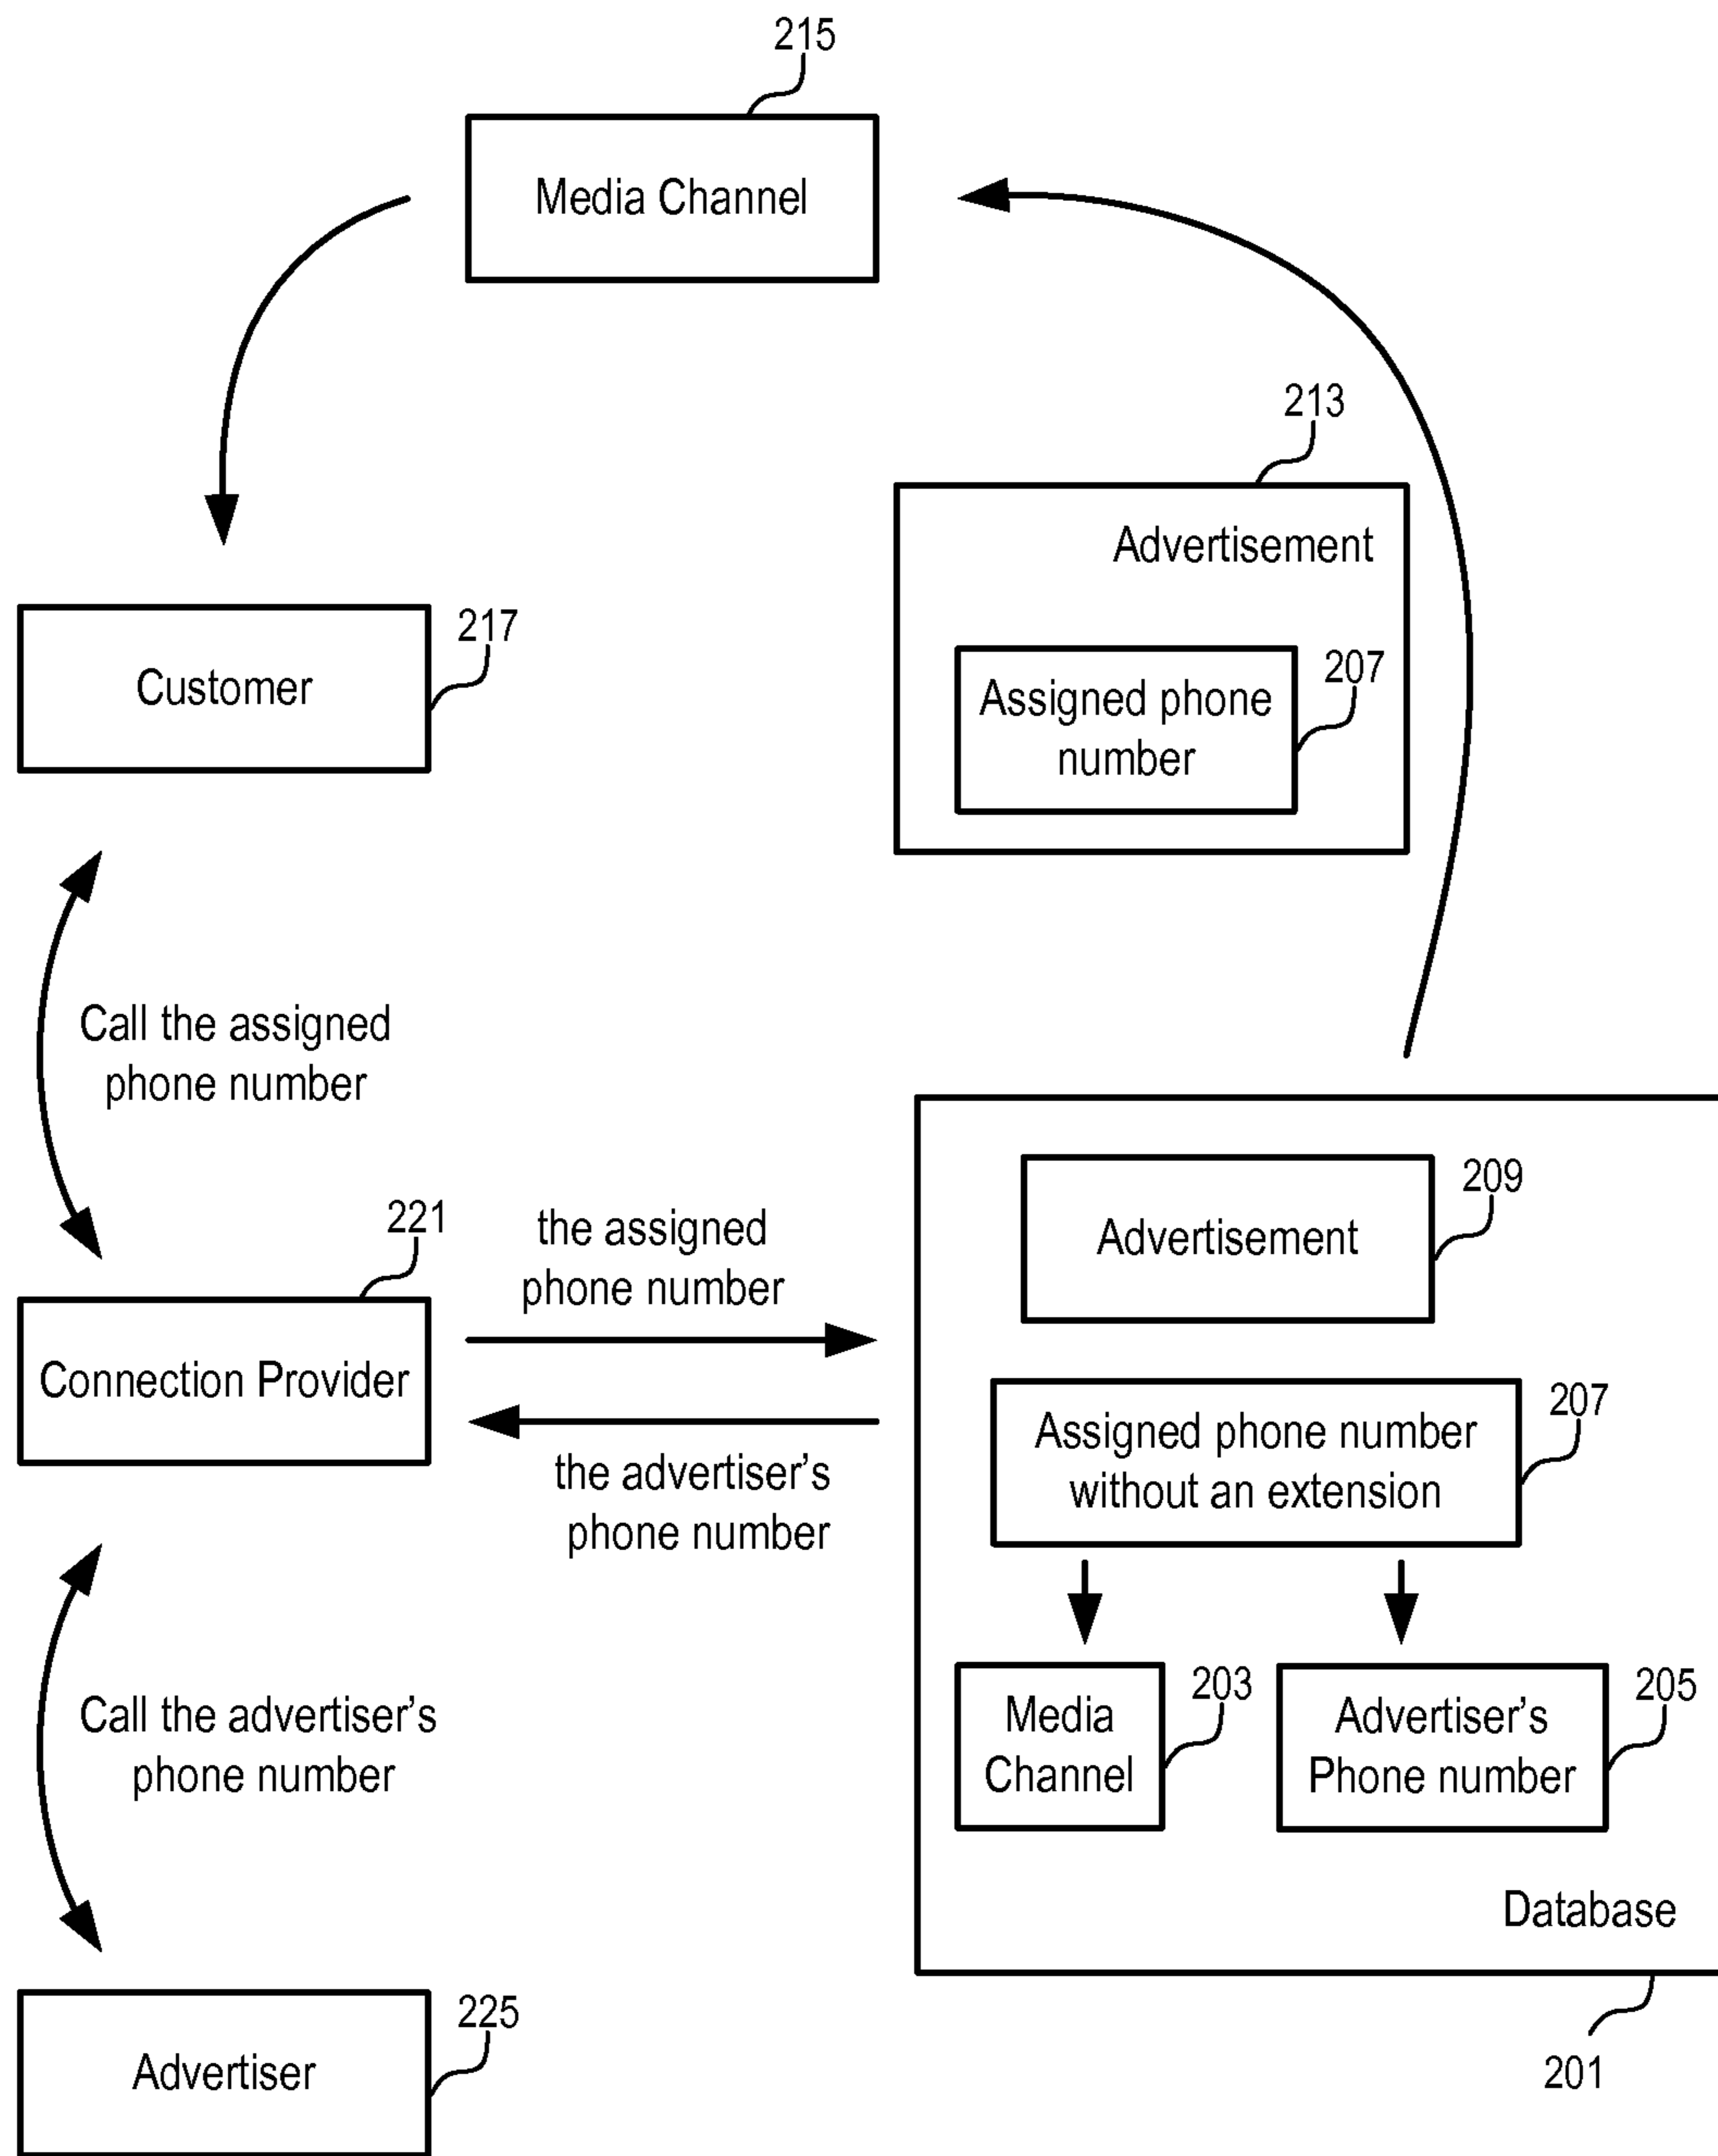 215
Media Channel
213
Advertisement
217
Customer
207
Assigned phone
number
Call the assigned
phone number
209
Advertisement
221
the assigned
phone number
Connection Provider
207
Assigned phone number
without an extension
the advertiser's
phone number
203
Media
Channel
205
Advertiser's
Phone number
Call the advertiser's
phone number
Database
225
Advertiser
201